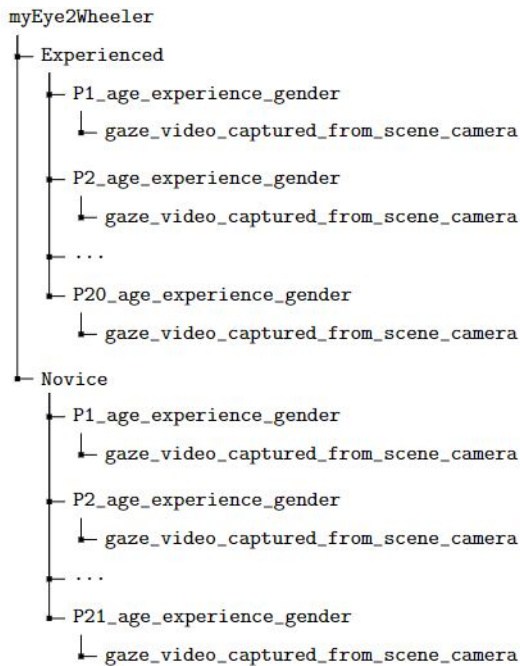 myEye2Wheeler
Experienced
P1_age_experience_gender
gaze_video_captured_from_scene_camera
P2_age_experience_gender
gaze_video_captured_from_scene_camera
...
P20_age_experience_gender
gaze_video_captured_from_scene_camera
Novice
P1_age_experience_gender
gaze_video_captured_from_scene_camera
P2_age_experience_gender
gaze_video_captured_from_scene_camera
...
P21_age_experience_gender
gaze_video_captured_from_scene_camera